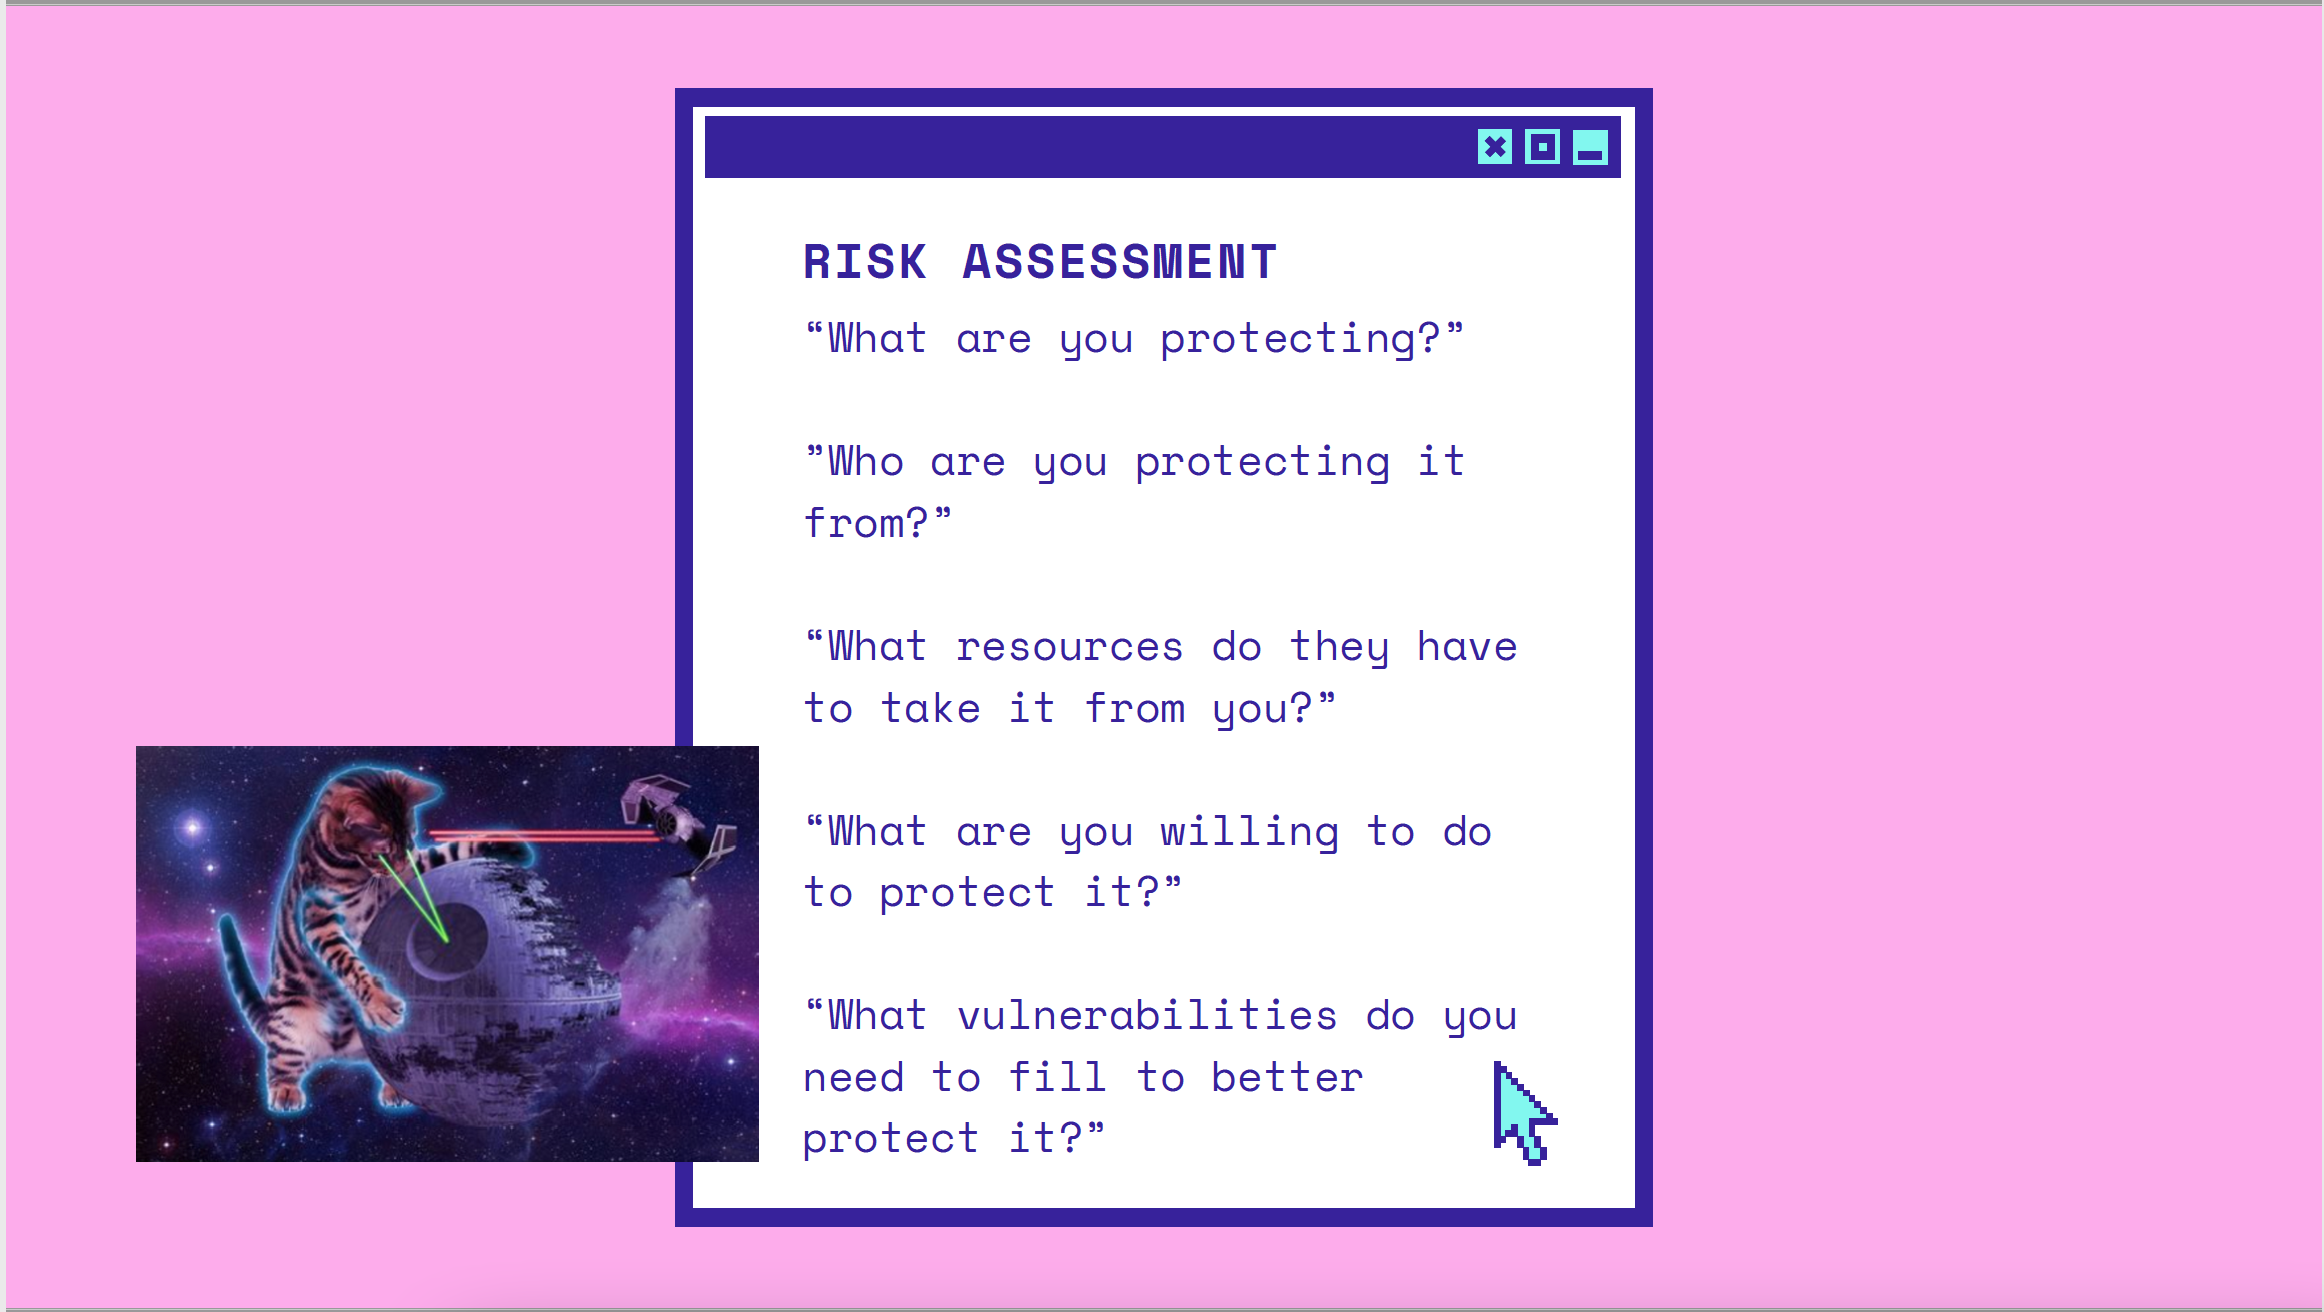 RISK ASSESSMENT
“What are you protecting?”
”Who are you protecting it
from?”
“What resources do they have
to take it from you?”
“What are you willing to do
to protect it?”
“What vulnerabilities do you
need to fill to better
protect it?”